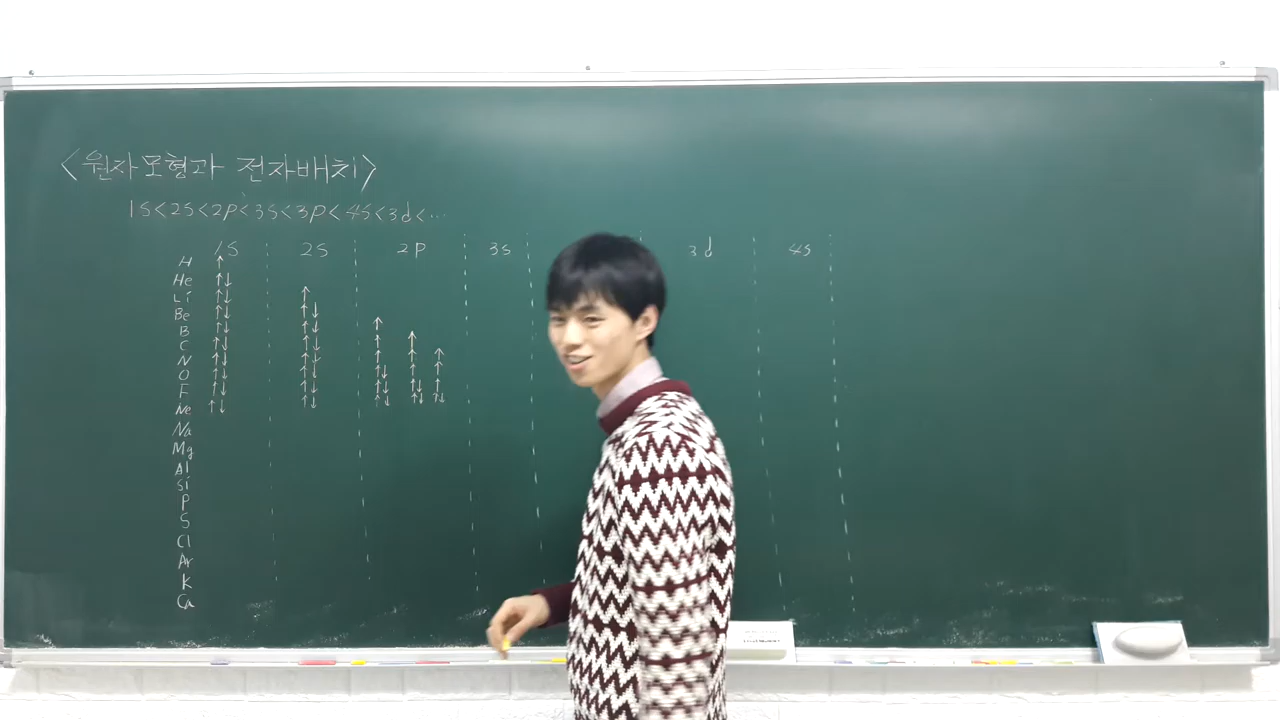 <원자모형과 전자배치>
1s<2s<2p<3s<3p<4s<3d<...
1s 2s 2p 3s 3d 4s
H ↑
He ↑↓
Li ↑↓ ↑
Be ↑↓ ↑↓
B ↑↓ ↑↓ ↑
C ↑↓ ↑↓ ↑ ↑
N ↑↓ ↑↓ ↑ ↑ ↑
O ↑↓ ↑↓ ↑↓ ↑ ↑
F ↑↓ ↑↓ ↑↓ ↑↓ ↑
Ne ↑↓ ↑↓ ↑↓ ↑↓ ↑↓
Na
Mg
Al
Si
P
S
Cl
Ar
K
Ca